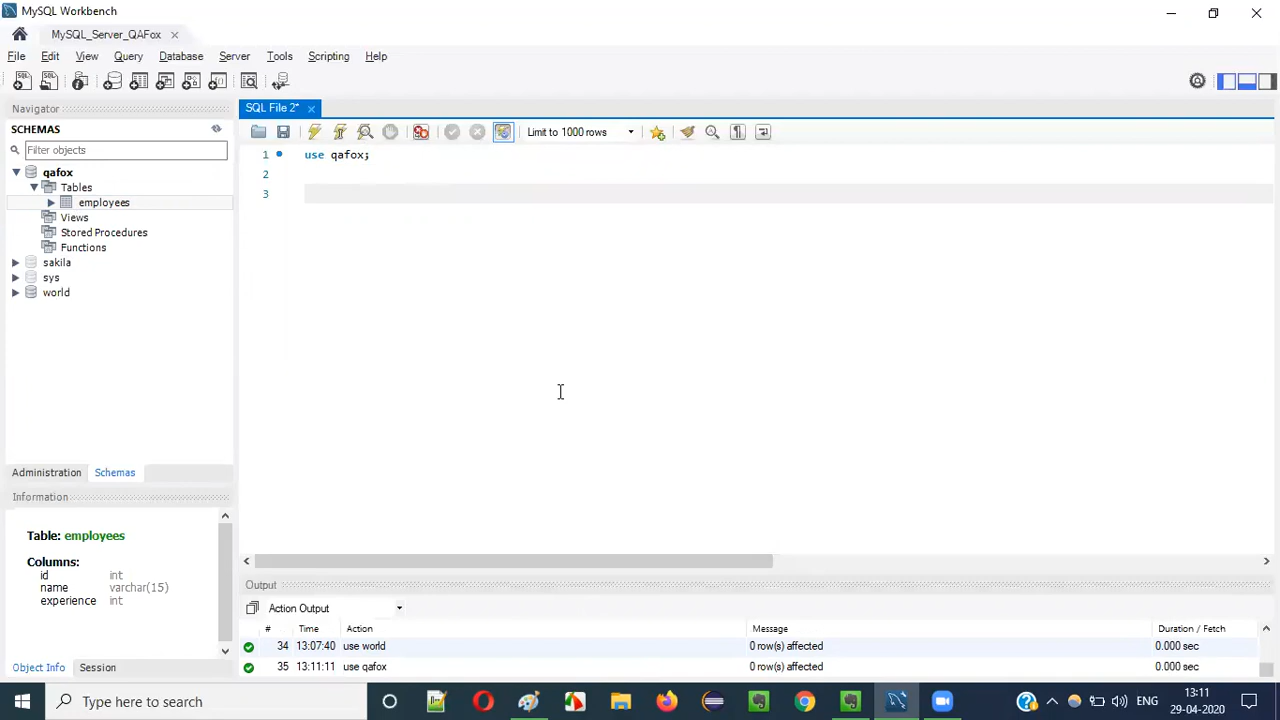 MySQL Workbench
MySQL_Server_QAFox
File Edit View Query Database Server Tools Scripting Help
Navigator
SCHEMAS
Filter objects
qafox
Tables
employees
Views
Stored Procedures
Functions
sakila
sys
world
Administration Schemas
Information
Table: employees
Columns:
id int
name varchar(15)
experience int
Object Info Session
SQL File 2*
Limit to 1000 rows
1 use qafox;
2
3
Output
Action Output
# Time Action Message Duration / Fetch
34 13:07:40 use world 0 row(s) affected 0.000 sec
35 13:11:11 use qafox 0 row(s) affected 0.000 sec
Type here to search
ENG
13:11
29-04-2020